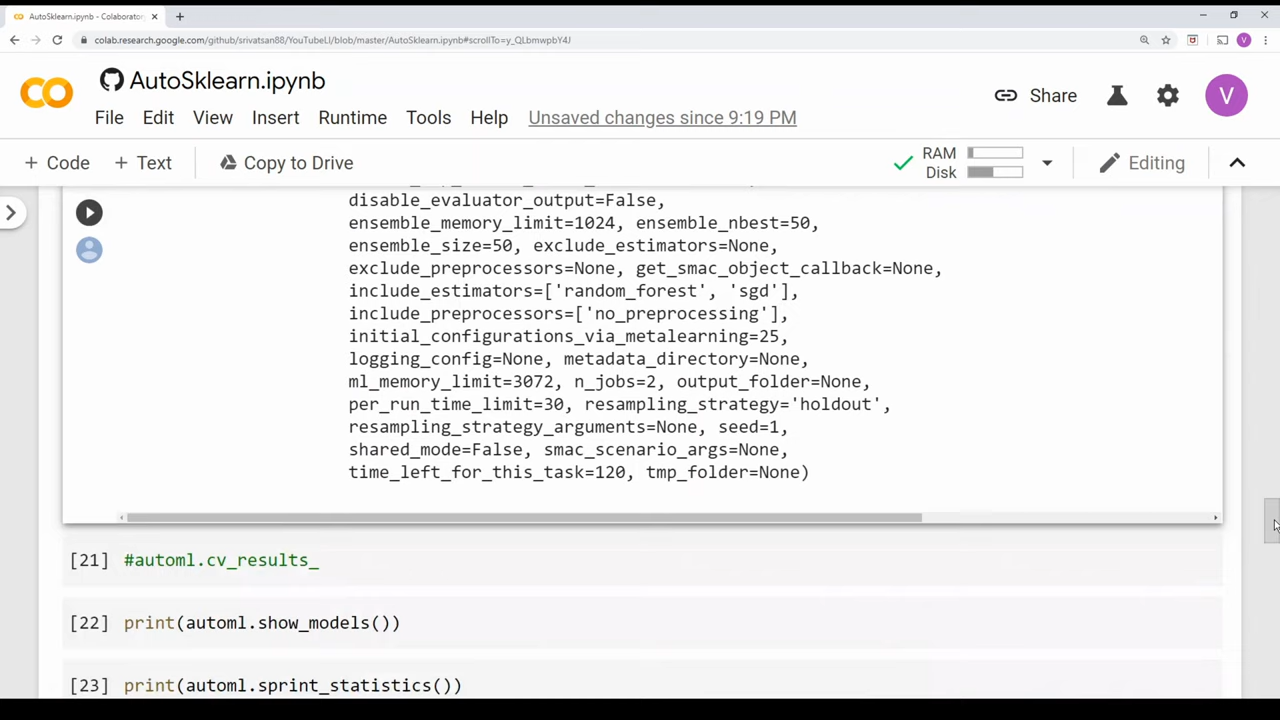 AutoSklearn.ipynb - Colaborator
colab.research.google.com/github/srivatsan88/YouTubeLI/blob/master/AutoSklearn.ipynb#scrollTo=y_QLbmwpbY4J
V
AutoSklearn.ipynb
Share
V
File Edit View Insert Runtime Tools Help Unsaved changes since 9:19 PM
+ Code + Text Copy to Drive
RAM
Disk
Editing
disable_evaluator_output=False,
ensemble_memory_limit=1024, ensemble_nbest=50,
ensemble_size=50, exclude_estimators=None,
exclude_preprocessors=None, get_smac_object_callback=None,
include_estimators=['random_forest', 'sgd'],
include_preprocessors=['no_preprocessing'],
initial_configurations_via_metalearning=25,
logging_config=None, metadata_directory=None,
ml_memory_limit=3072, n_jobs=2, output_folder=None,
per_run_time_limit=30, resampling_strategy='holdout',
resampling_strategy_arguments=None, seed=1,
shared_mode=False, smac_scenario_args=None,
time_left_for_this_task=120, tmp_folder=None)
[21] #automl.cv_results_
[22] print(automl.show_models())
[23] print(automl.sprint_statistics())